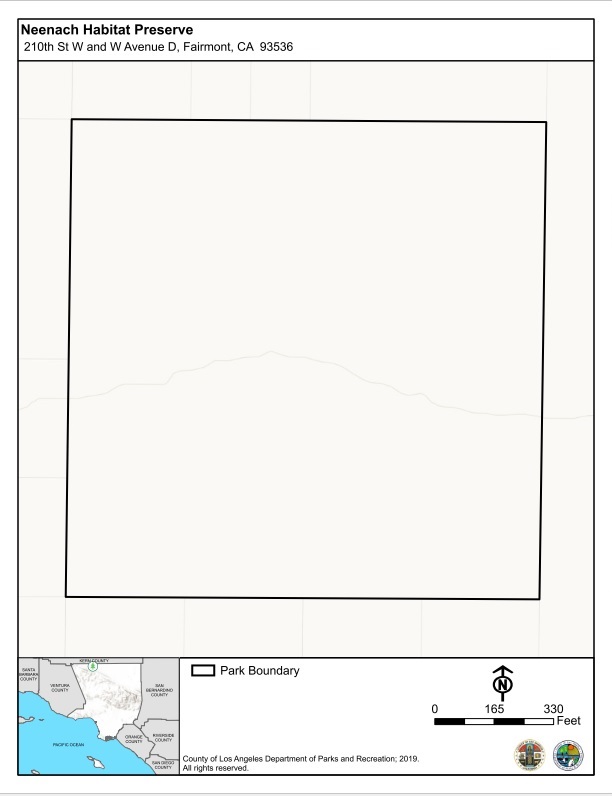 Neenach Habitat Preserve
210th St W and W Avenue D, Fairmont, CA 93536
KERN COUNTY
SANTA
BARBARA
COUNTY
VENTURA
COUNTY
SAN
BERNARDINO
COUNTY
ORANGE
COUNTY
RIVERSIDE
COUNTY
PACIFIC OCEAN
SAN DIEGO
COUNTY
Park Boundary
N
0 165 330
Feet
County of Los Angeles Department of Parks and Recreation; 2019.
All rights reserved.